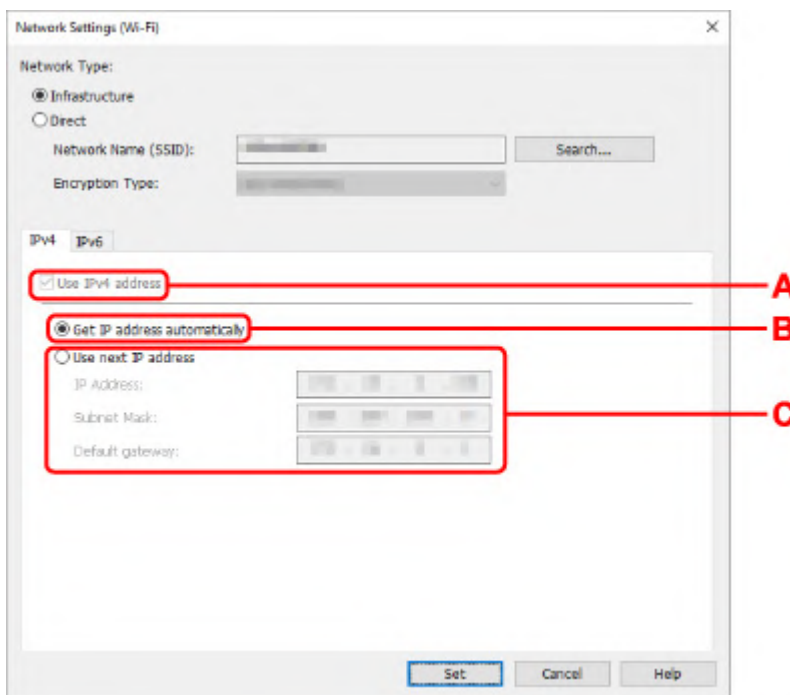 Network Settings (Wi-Fi)
Network Type:
Infrastructure
Direct
Network Name (SSID):
Search....
Encryption Type:
IPv4 IPv6
Use IPv4 address
A
Get IP address automatically
B
Use next IP address
IP Address:
Subnet Mask:
C
Default gateway:
Set Cancel Help